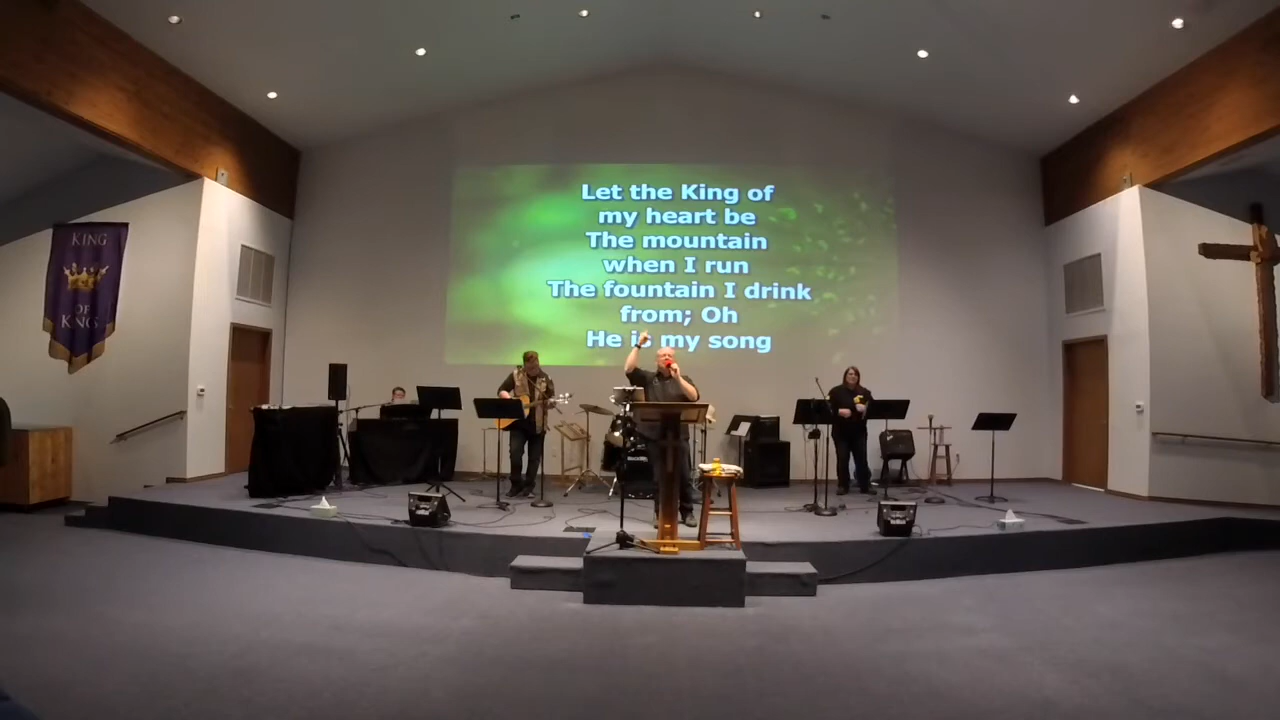 Let the King of
my heart be
The mountain
when I run
The fountain I drink
from; Oh
He is my song
KING
OF
KINGS